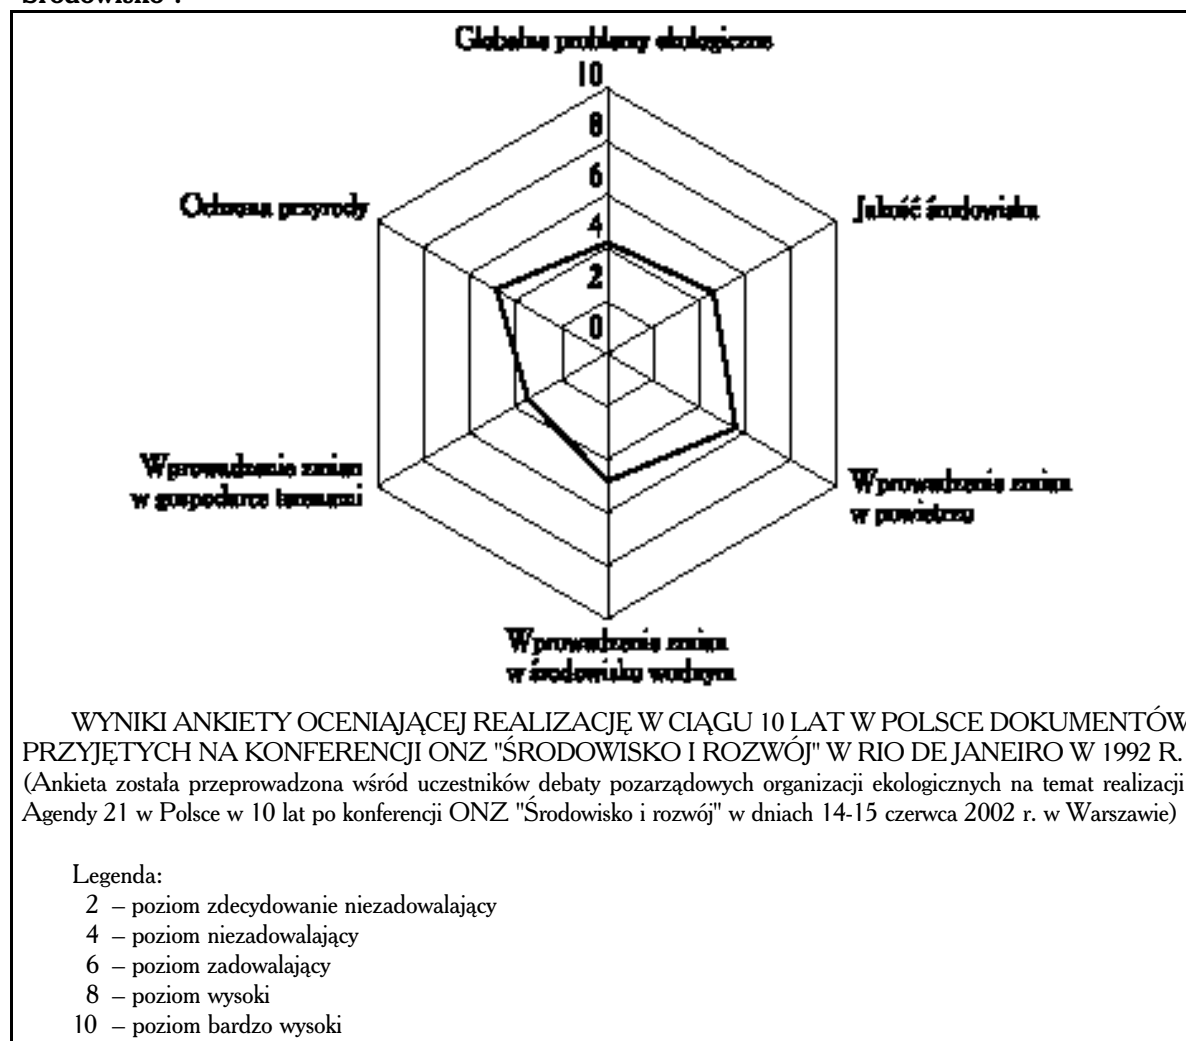 Środowisko".
Globalne problemy ekologiczne
10
8
6
4
2
0
Ochrona przyrody
Jakość środowiska
Wprowadzenie zmian
w gospodarce terenami
Wprowadzenie zmian
w powietrzu
Wprowadzenie zmian
w środowisku wodnym
WYNIKI ANKIETY OCENIAJĄCEJ REALIZACJĘ W CIĄGU 10 LAT W POLSCE DOKUMENTÓW
PRZYJĘTYCH NA KONFERENCJI ONZ "ŚRODOWISKO I ROZWÓJ" W RIO DE JANEIRO W 1992 R.
(Ankieta została przeprowadzona wśród uczestników debaty pozarządowych organizacji ekologicznych na temat realizacji
Agendy 21 w Polsce w 10 lat po konferencji ONZ "Środowisko i rozwój" w dniach 14-15 czerwca 2002 r. w Warszawie)
Legenda:
2 – poziom zdecydowanie niezadowalający
4 – poziom niezadowalający
6 – poziom zadowalający
8 – poziom wysoki
10 – poziom bardzo wysoki